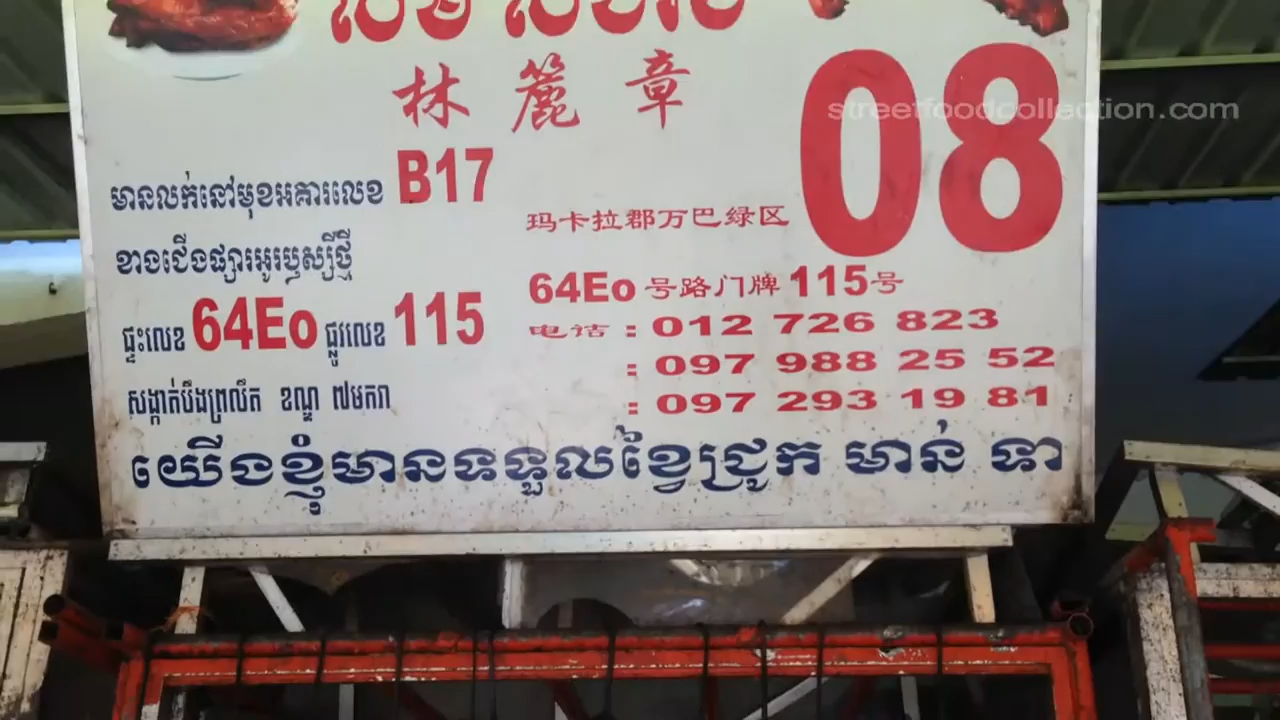 林 麓 章
08
streetfoodcollection.com
មានលក់នៅមុខអគារលេខ B17
ខាងជើងផ្សារអូរឫស្សីថ្មី
ផ្ទះលេខ 64Eo ផ្លូវលេខ 115
សង្កាត់បឹងព្រលឹត ខណ្ឌ ៧មករា
玛卡拉郡万巴绿区
64Eo 号路门牌 115号
电话 : 012 726 823
: 097 988 25 52
: 097 293 19 81
យើងខ្ញុំមានទទួលខ្វៃជ្រូក មាន់ ទា